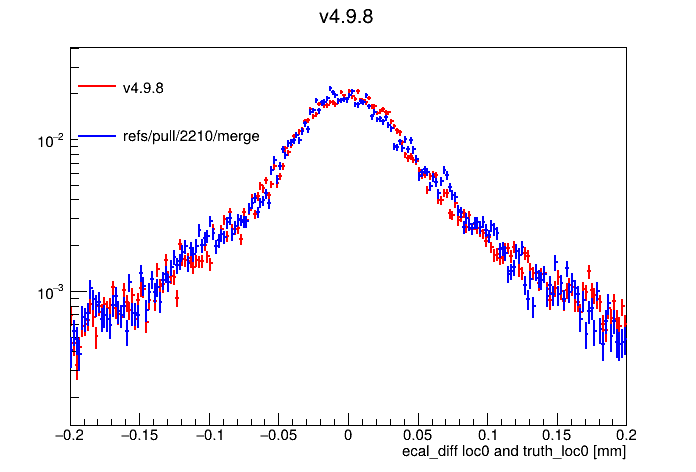 v4.9.8
v4.9.8
refs/pull/2210/merge
10⁻²
10⁻³
−0.2 −0.15 −0.1 −0.05 0 0.05 0.1 0.15 0.2
ecal_diff loc0 and truth_loc0 [mm]